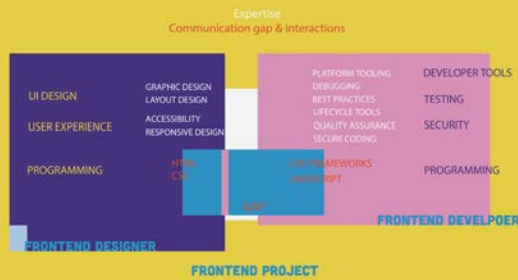 Expertise
Communication gap & interactions
UI DESIGN
USER EXPERIENCE
PROGRAMMING
GRAPHIC DESIGN
LAYOUT DESIGN
ACCESSIBILITY
RESPONSIVE DESIGN
PLATFORM TOOLING
DEBUGGING
BEST PRACTICES
LIFECYCLE TOOLS
QUALITY ASSURANCE
SECURE CODING
DEVELOPER TOOLS
TESTING
SECURITY
PROGRAMMING
HTML
CSS
FRAMEWORKS
FRONTEND DESIGNER
FRONTEND DEVELPOER
FRONTEND PROJECT